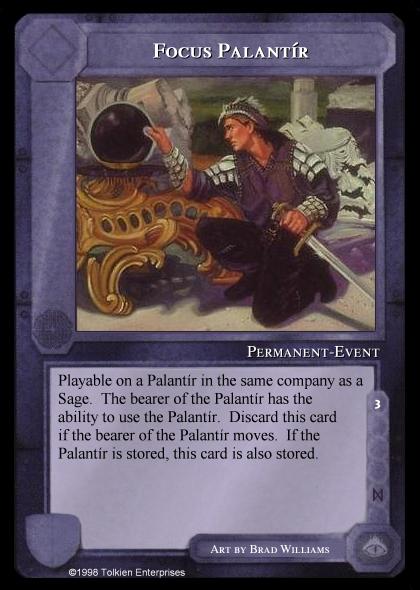 Focus Palantír
Permanent-Event
Playable on a Palantír in the same company as a
Sage. The bearer of the Palantír has the
ability to use the Palantír. Discard this card
if the bearer of the Palantír moves. If the
Palantír is stored, this card is also stored.
3
Art by Brad Williams
©1998 Tolkien Enterprises